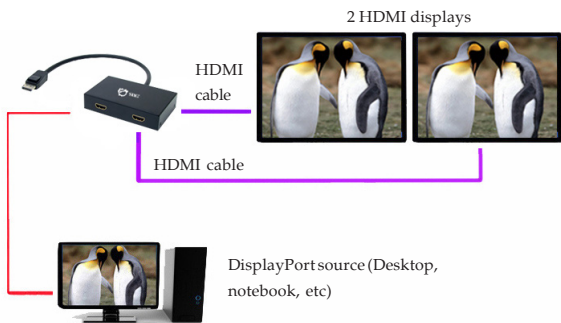 2 HDMI displays
HDMI
cable
HDMI cable
DisplayPort source (Desktop,
notebook, etc)